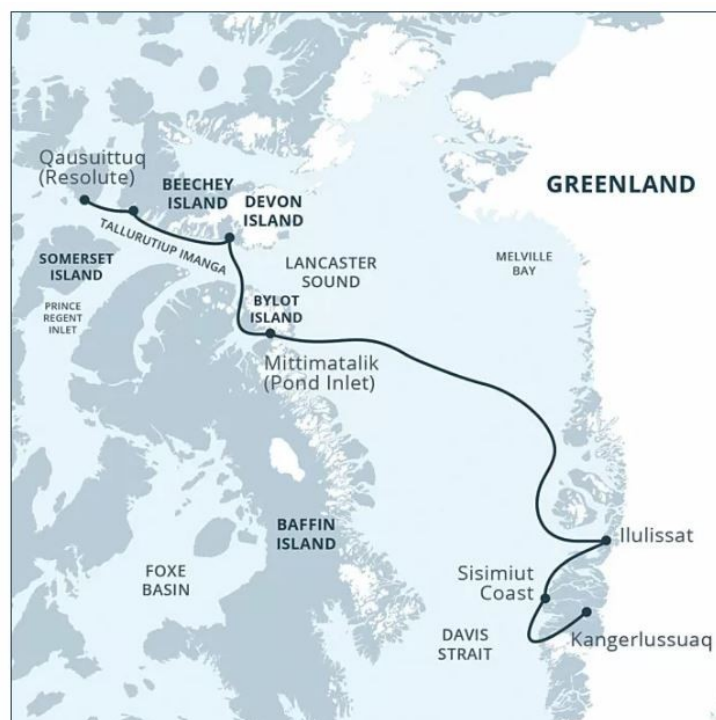 Qausuittuq
(Resolute)
BEECHEY
ISLAND
DEVON
ISLAND
GREENLAND
TALLURUTIUP IMANGA
SOMERSET
ISLAND
LANCASTER
SOUND
MELVILLE
BAY
PRINCE
REGENT
INLET
BYLOT
ISLAND
Mittimatalik
(Pond Inlet)
BAFFIN
ISLAND
Ilulissat
FOXE
BASIN
Sisimiut
Coast
DAVIS
STRAIT
Kangerlussuaq